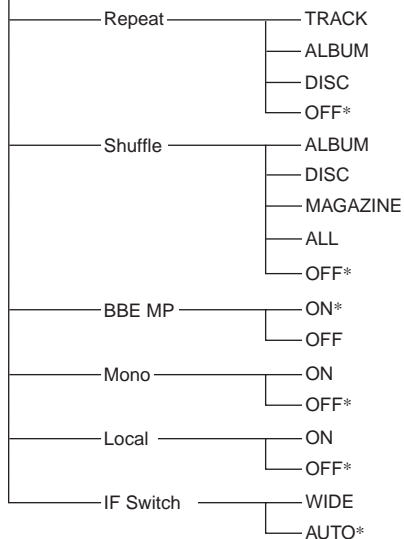 Repeat TRACK
ALBUM
DISC
OFF*
Shuffle ALBUM
DISC
MAGAZINE
ALL
OFF*
BBE MP ON*
OFF
Mono ON
OFF*
Local ON
OFF*
IF Switch WIDE
AUTO*